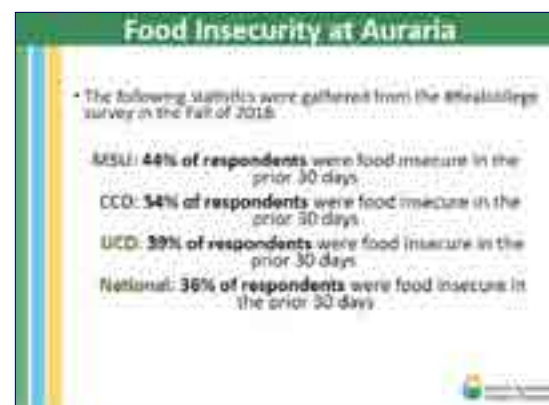 Food Insecurity at Auraria
• The following statistics were gathered from the #Realcollege
survey in the Fall of 2018
MSU: 44% of respondents were food insecure in the
prior 30 days
CCD: 54% of respondents were food insecure in the
prior 30 days
UCD: 39% of respondents were food insecure in the
prior 30 days
National: 36% of respondents were food insecure in
the prior 30 days